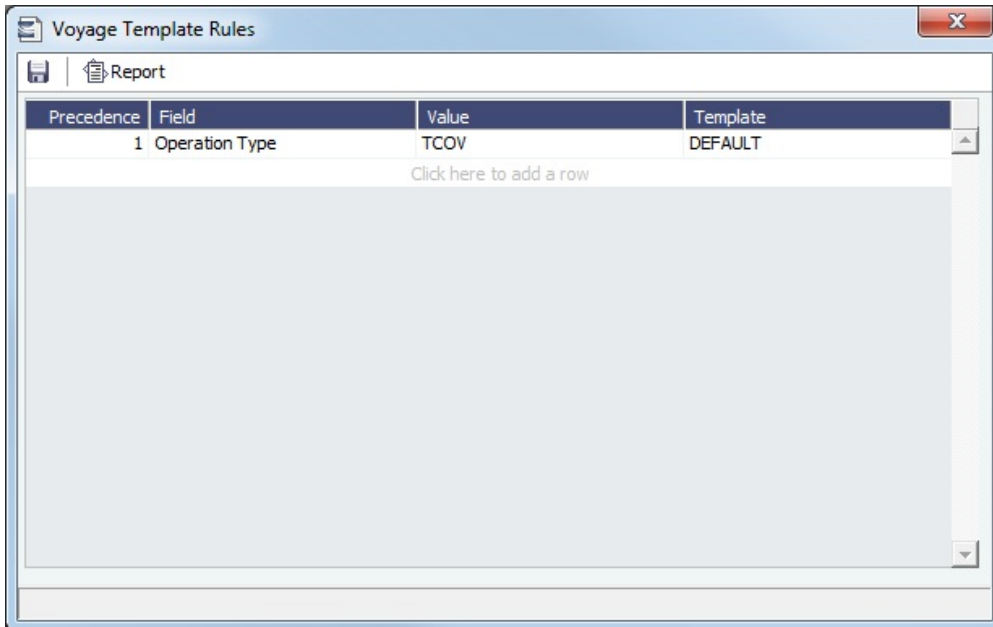 Voyage Template Rules
Report
Precedence Field Value Template
1 Operation Type TCOV DEFAULT
Click here to add a row